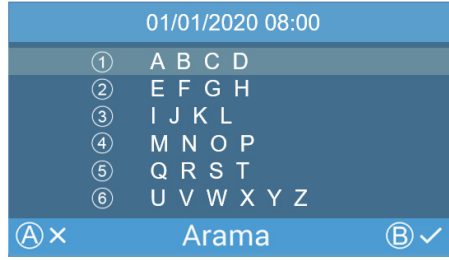 01/01/2020 08:00
① A B C D
② E F G H
③ I J K L
④ M N O P
⑤ Q R S T
⑥ U V W X Y Z
Ⓐ✕ Arama Ⓑ✓